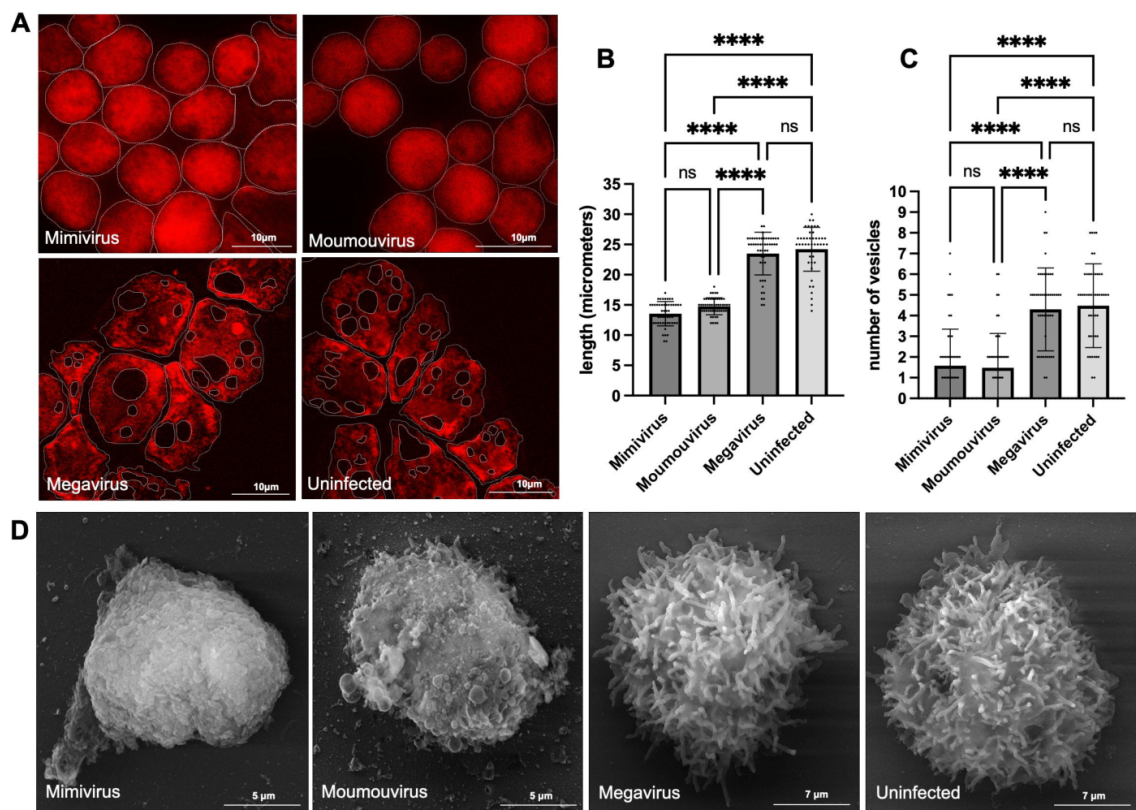 A
Mimivirus
10µm
Moumouvirus
10µm
Megavirus
10µm
Uninfected
10µm
B
****
****
****
ns
ns
****
35
30
25
20
15
10
5
0
length (micrometers)
Mimivirus
Moumouvirus
Megavirus
Uninfected
C
****
****
****
ns
ns
****
10
9
8
7
6
5
4
3
2
1
0
number of vesicles
Mimivirus
Moumouvirus
Megavirus
Uninfected
D
Mimivirus
5 µm
Moumouvirus
5 µm
Megavirus
7 µm
Uninfected
7 µm